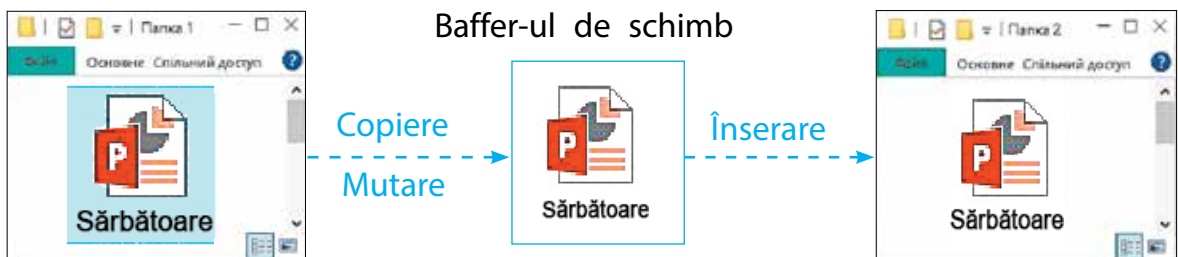 Baffer-ul de schimb
Папка 1
Файл Основне Спільний доступ
P
Sărbătoare
Copiere
Mutare
P
Sărbătoare
Înserare
Папка 2
Основне Спільний доступ
P
Sărbătoare